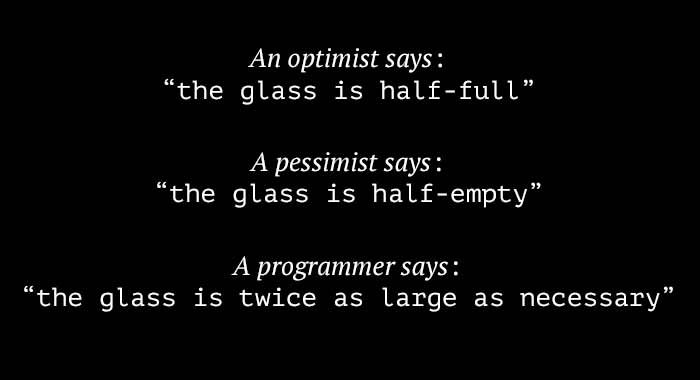 An optimist says:
“the glass is half-full”
A pessimist says:
“the glass is half-empty”
A programmer says:
“the glass is twice as large as necessary”